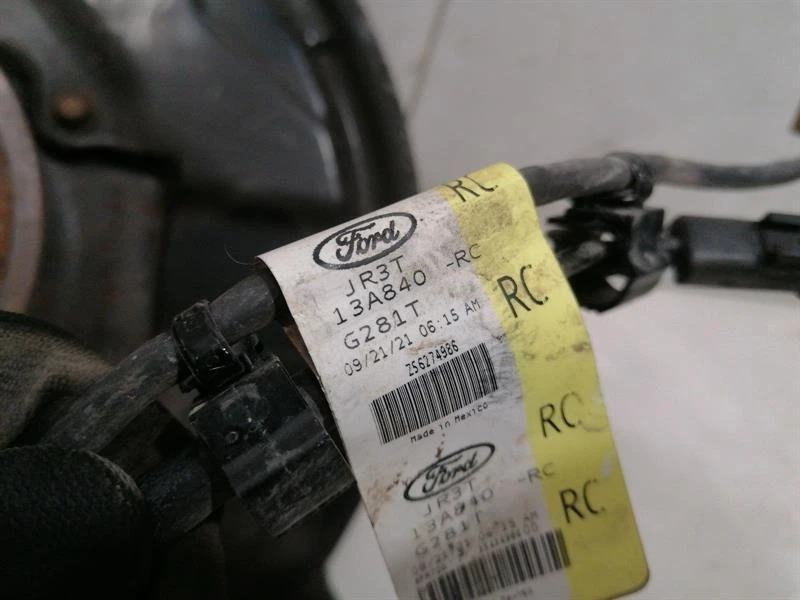 RC.
Ford
JR3T
13A840 -RC
G281T
09/21/21 06:15 AM
Z56274986
Made in Mexico
RC.
RC.
Ford
JR3T
13A840 -RC
G281T
RC.